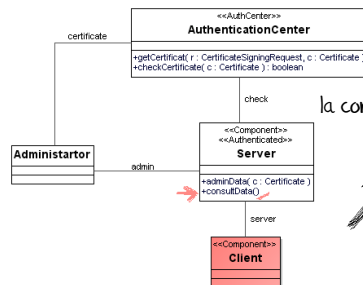 <<AuthCenter>>
AuthenticationCenter
certificate
+getCertificat( r : CertificateSigningRequest, c : Certificate )
+checkCertificate( c : Certificate ) : boolean
check
la
<<Component>>
<<Authenticated>>
Server
Administartor
admin
+adminData( c : Certificate )
+consultData()
server
<<Component>>
Client